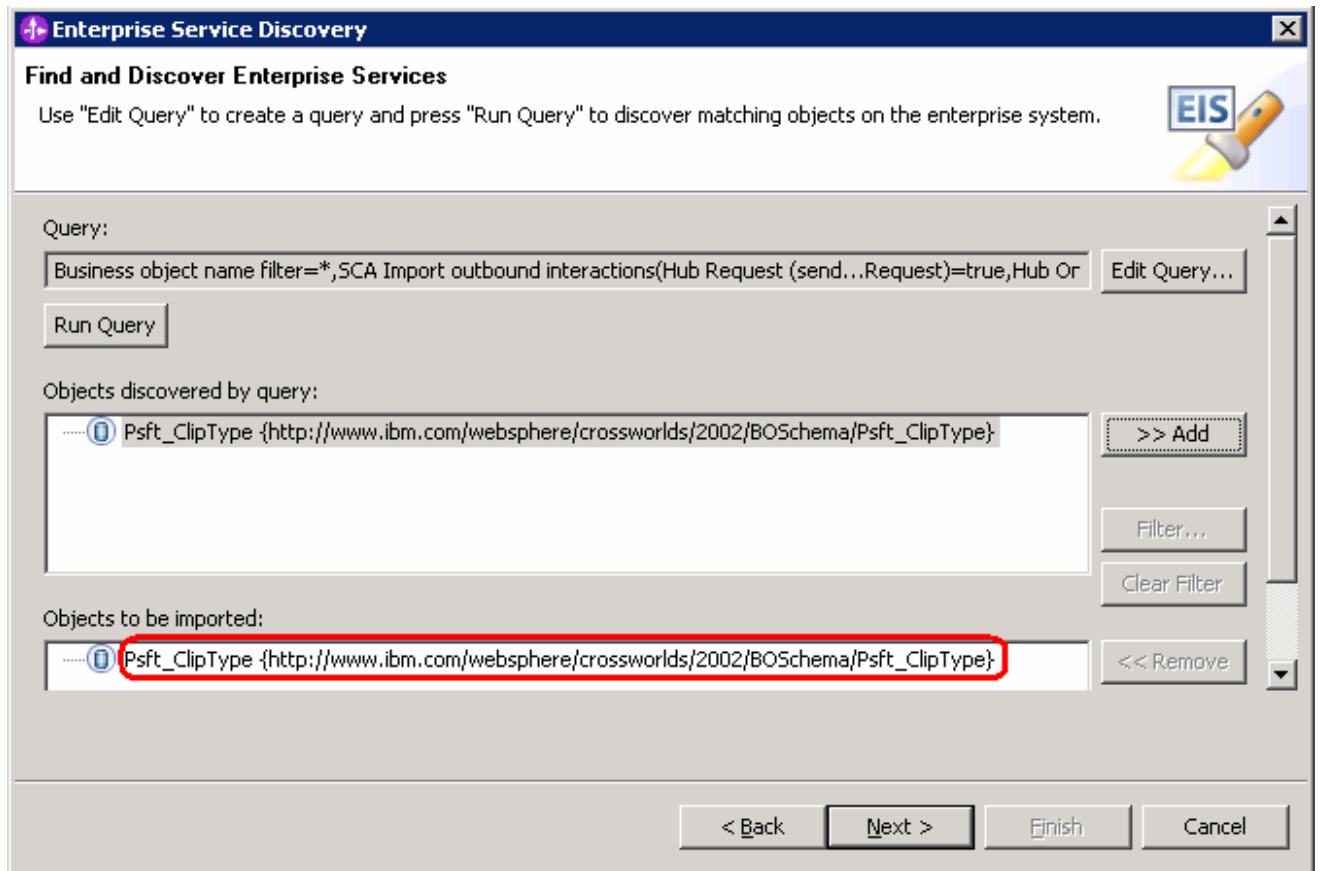 Enterprise Service Discovery
Find and Discover Enterprise Services
Use "Edit Query" to create a query and press "Run Query" to discover matching objects on the enterprise system.
EIS
Query:
Business object name filter=*,SCA Import outbound interactions(Hub Request (send...Request)=true,Hub Or
Edit Query...
Run Query
Objects discovered by query:
Psft_ClipType {http://www.ibm.com/websphere/crossworlds/2002/BOSchema/Psft_ClipType}
>> Add
Filter...
Clear Filter
Objects to be imported:
Psft_ClipType {http://www.ibm.com/websphere/crossworlds/2002/BOSchema/Psft_ClipType}
<< Remove
< Back
Next >
Finish
Cancel